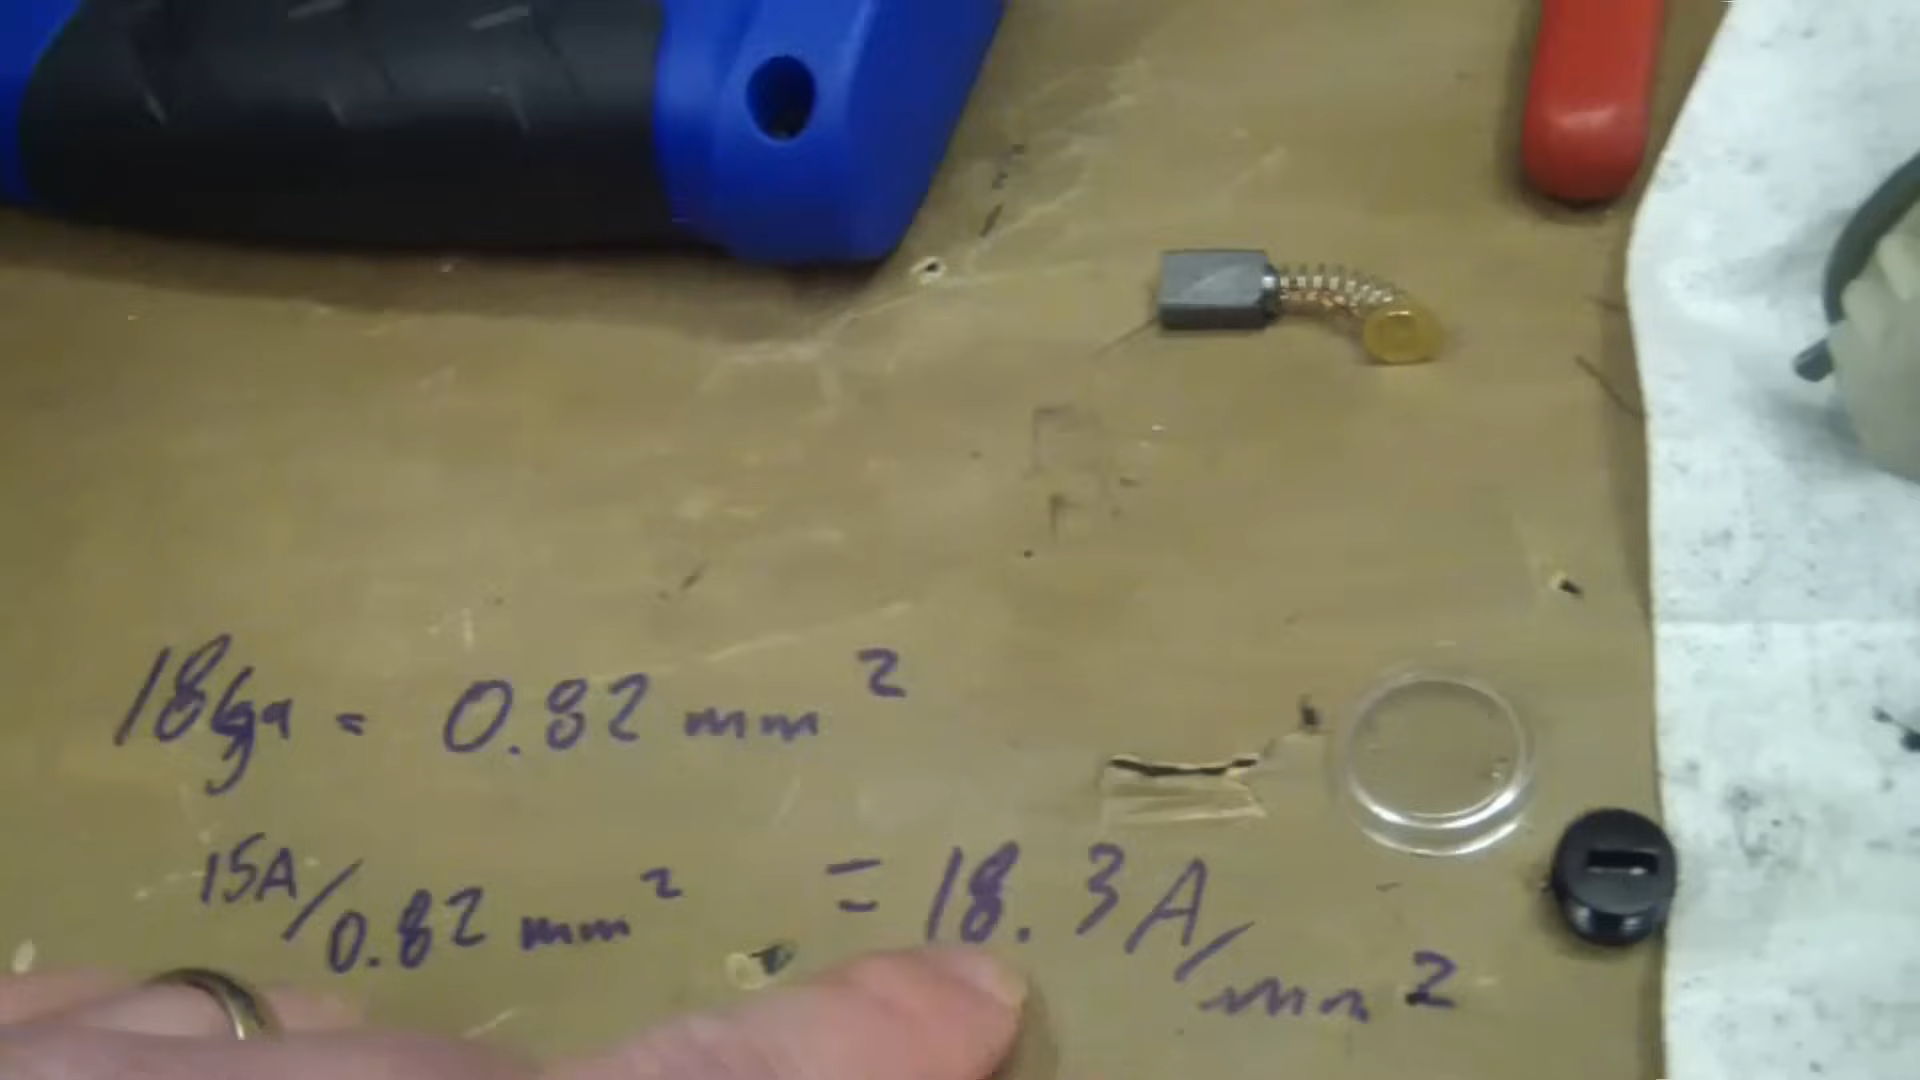 18ga = 0.82 mm²
15A/0.82 mm² = 18.3A/mm²